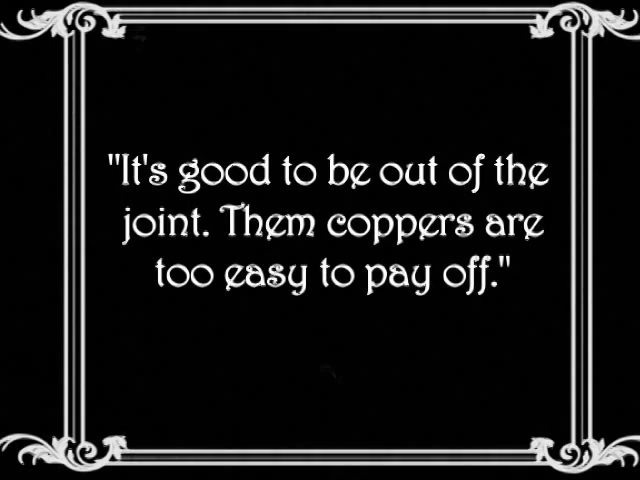 "It's good to be out of the
joint. Them coppers are
too easy to pay off."